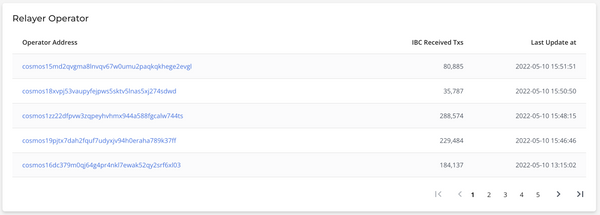 Relayer Operator
Operator Address IBC Received Txs Last Update at
cosmos15md2qvgma8lnvqv67w0umu2paqkqkhege2evgl 80,885 2022-05-10 15:51:51
cosmos18xvpj53vaupyfejpws5sktv5lnas5xj274sdwd 35,787 2022-05-10 15:50:50
cosmos1zz22dfpvw3zqpeyhvhmx944a588fgcalw744ts 288,574 2022-05-10 15:48:15
cosmos19pjtx7dah2fquf7udyxjv94h0eraha789k37ff 229,484 2022-05-10 15:46:46
cosmos16dc379m0qj64g4pr4nkl7ewak52qy2srf6xl03 184,137 2022-05-10 13:15:02
1 2 3 4 5